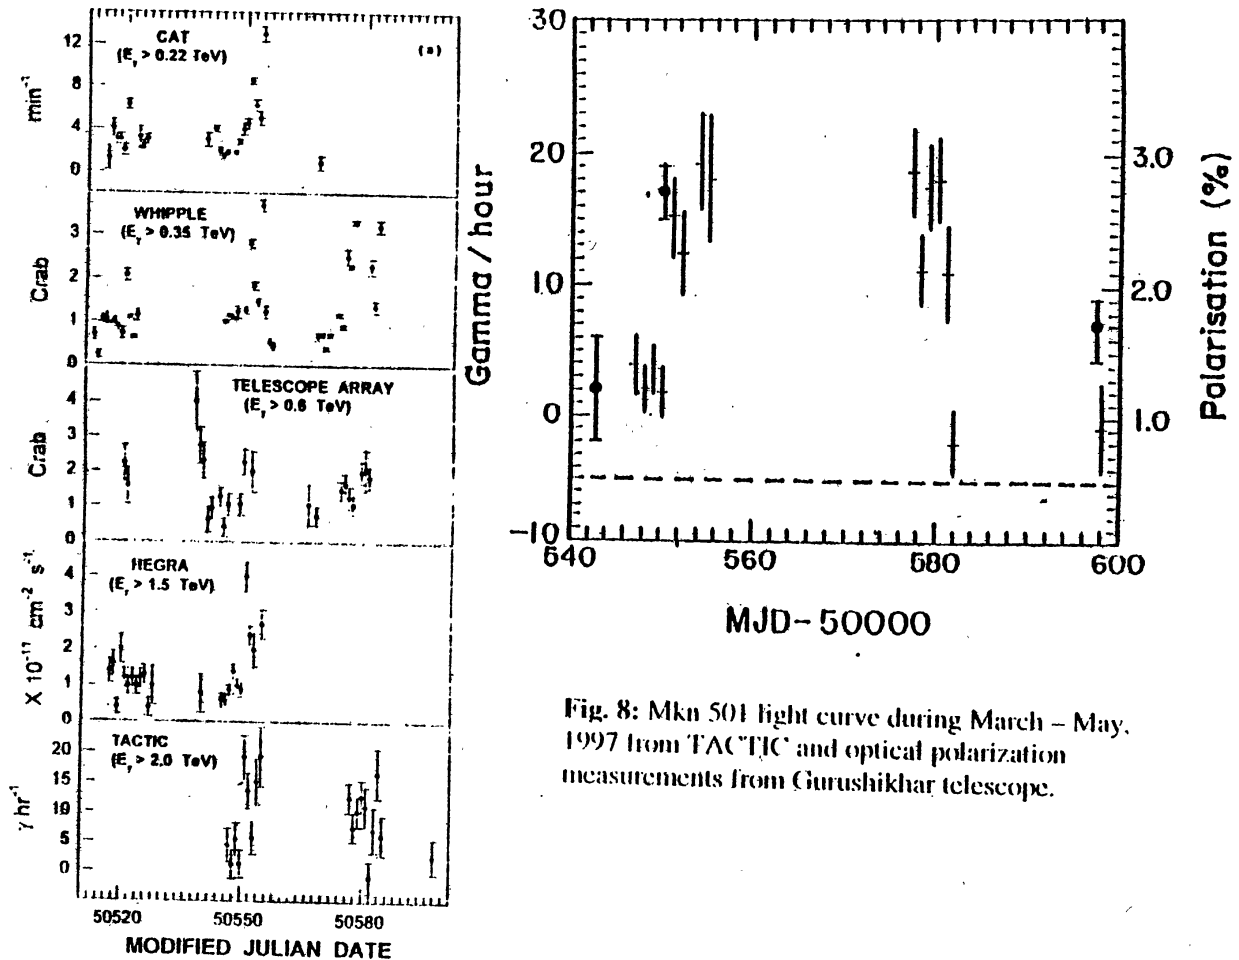 CAT
(Eγ > 0.22 TeV)
(a)
12
8
4
0
min⁻¹
WHIPPLE
(Eγ > 0.35 TeV)
3
2
1
0
Crab
TELESCOPE ARRAY
(Eγ > 0.6 TeV)
4
3
2
1
0
Crab
HEGRA
(Eγ > 1.5 TeV)
4
3
2
1
0
X 10⁻¹⁷ cm⁻² s⁻¹
TACTIC
(Eγ > 2.0 TeV)
20
15
10
5
0
γ hr⁻¹
50520 50550 50580
MODIFIED JULIAN DATE
30
20
10
0
-10
Gamma / hour
3.0
2.0
1.0
Polarisation (%)
540 560 580 600
MJD-50000
Fig. 8: Mkn 501 light curve during March – May,
1997 from TACTIC and optical polarization
measurements from Gurushikhar telescope.